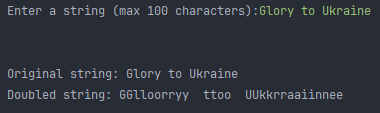 Enter a string (max 100 characters):Glory to Ukraine
Original string: Glory to Ukraine
Doubled string: GGlloorryy  ttoo  UUkkrraaiinnee